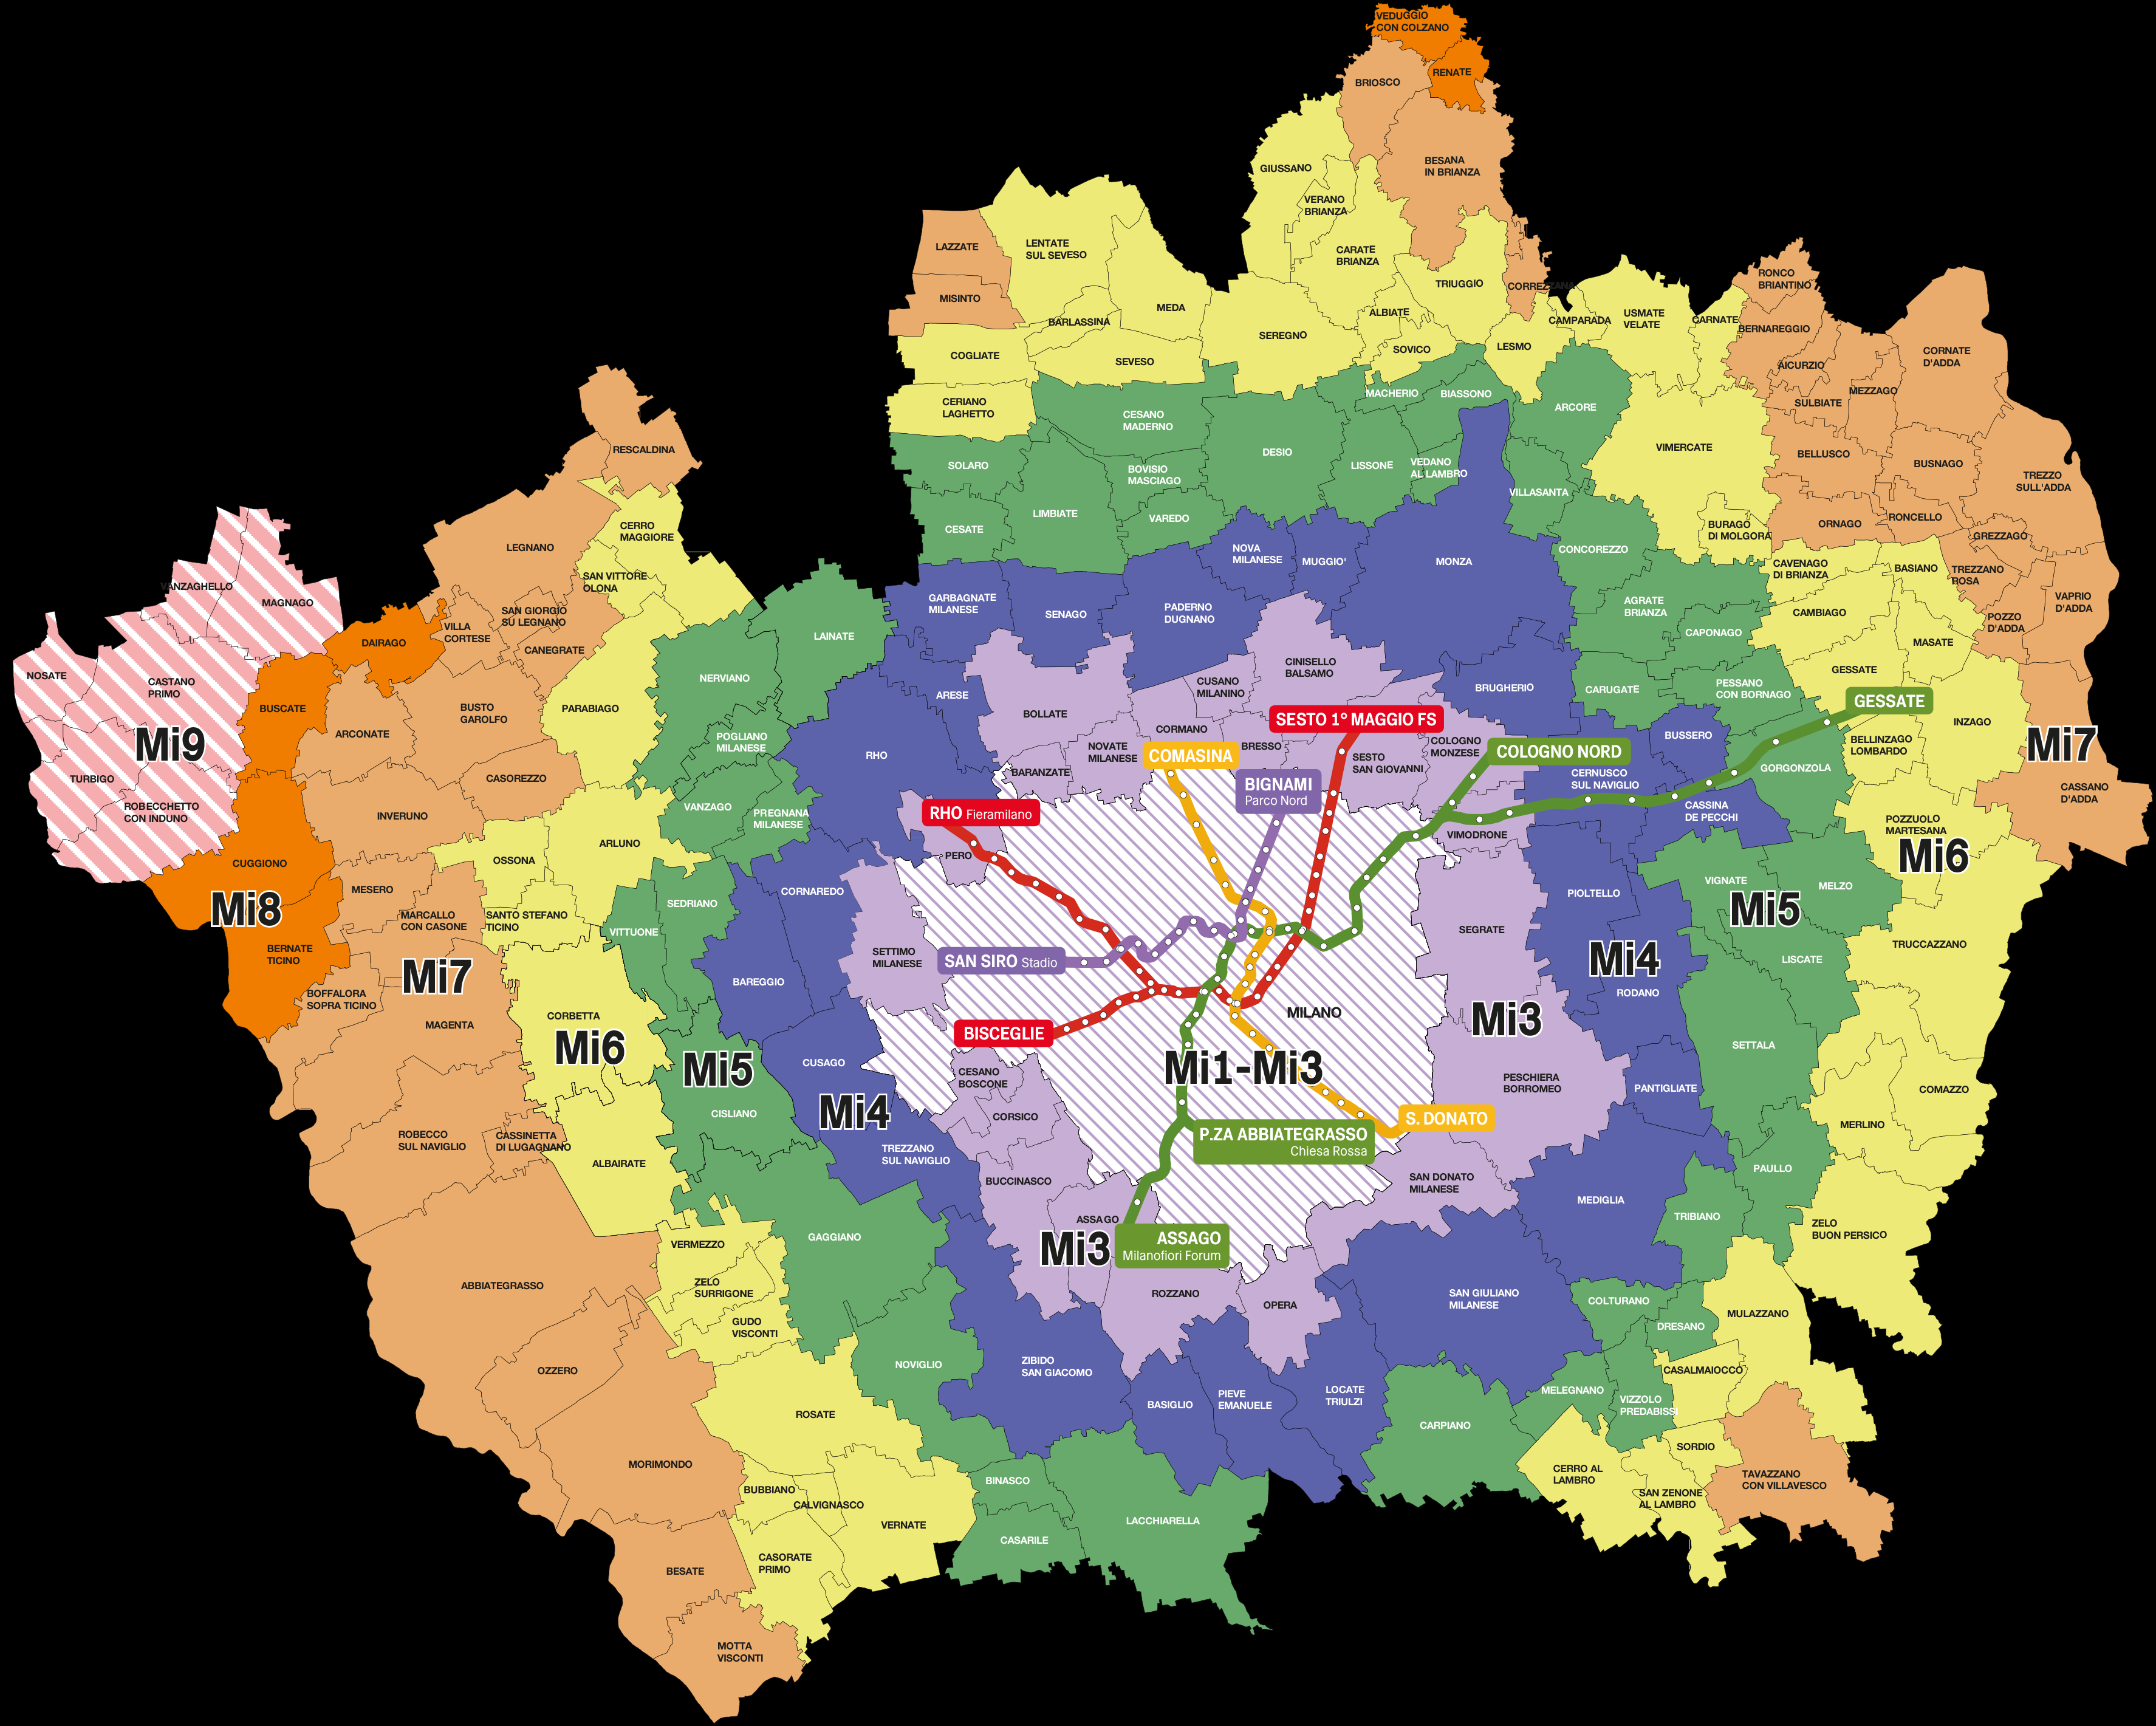 VEDUGGIO
CON COLZANO
RENATE
BRIOSCO
BESANA
IN BRIANZA
GIUSSANO
VERANO
BRIANZA
CARATE
BRIANZA
TRIUGGIO
CORREZZANA
LAZZATE
LENTATE
SUL SEVESO
MISINTO
MEDA
BARLASSINA
COGLIATE
SEVESO
SEREGNO
ALBIATE
SOVICO
LESMO
CAMPARADA
USMATE
VELATE
CARNATE
RONCO
BRIANTINO
BERNAREGGIO
AICURZIO
SULBIATE
MEZZAGO
CORNATE
D'ADDA
CERIANO
LAGHETTO
CESANO
MADERNO
MACHERIO
BIASSONO
ARCORE
VIMERCATE
BELLUSCO
BUSNAGO
TREZZO
SULL'ADDA
SOLARO
BOVISIO
MASCIAGO
DESIO
LISSONE
VEDANO
AL LAMBRO
VILLASANTA
CESATE
LIMBIATE
VAREDO
BURAGO
DI MOLGORA
ORNAGO
RONCELLO
GREZZAGO
RESCALDINA
CERRO
MAGGIORE
LEGNANO
SAN VITTORE
OLONA
SAN GIORGIO
SU LEGNANO
VILLA
CORTESE
CANEGRATE
VANZAGHELLO
MAGNAGO
DAIRAGO
NOSATE
CASTANO
PRIMO
BUSCATE
ARCONATE
BUSTO
GAROLFO
PARABIAGO
NERVIANO
LAINATE
GARBAGNATE
MILANESE
SENAGO
PADERNO
DUGNANO
NOVA
MILANESE
MUGGIO'
MONZA
CONCOREZZO
AGRATE
BRIANZA
CAPONAGO
CAVENAGO
DI BRIANZA
BASIANO
TREZZANO
ROSA
VAPRIO
D'ADDA
POZZO
D'ADDA
CAMBIAGO
MASATE
GESSATE
ARESE
BOLLATE
CUSANO
MILANINO
CINISELLO
BALSAMO
CORMANO
BRESSO
NOVATE
MILANESE
BARANZATE
BRUGHERIO
CARUGATE
PESSANO
CON BORNAGO
GESSATE
BUSSERO
BELLINZAGO
LOMBARDO
INZAGO
GORGONZOLA
CASSANO
D'ADDA
Mi7
SESTO 1° MAGGIO FS
SESTO
SAN GIOVANNI
COLOGNO
MONZESE
COLOGNO NORD
CERNUSCO
SUL NAVIGLIO
CASSINA
DE PECCHI
COMASINA
BIGNAMI
Parco Nord
VIMODRONE
POZZUOLO
MARTESANA
Mi6
Mi9
TURBIGO
ROBECCHETTO
CON INDUNO
CUGGIONO
Mi8
BERNATE
TICINO
INVERUNO
CASOREZZO
POGLIANO
MILANESE
RHO
VANZAGO
PREGNANA
MILANESE
RHO Fieramilano
PERO
ARLUNO
OSSONA
MESERO
MARCALLO
CON CASONE
SANTO STEFANO
TICINO
VITTUONE
SEDRIANO
CORNAREDO
BAREGGIO
SETTIMO
MILANESE
SAN SIRO Stadio
Mi7
BOFFALORA
SOPRA TICINO
MAGENTA
CORBETTA
Mi6
Mi5
BISCEGLIE
MILANO
Mi1-Mi3
SEGRATE
Mi3
PIOLTELLO
Mi4
RODANO
VIGNATE
MELZO
Mi5
LISCATE
TRUCCAZZANO
SETTALA
CUSAGO
CISLIANO
Mi4
CESANO
BOSCONE
CORSICO
PESCHIERA
BORROMEO
PANTIGLIATE
COMAZZO
MERLINO
ROBECCO
SUL NAVIGLIO
CASSINETTA
DI LUGAGNANO
ALBAIRATE
TREZZANO
SUL NAVIGLIO
BUCCINASCO
P.ZA ABBIATEGRASSO
Chiesa Rossa
S. DONATO
SAN DONATO
MILANESE
MEDIGLIA
PAULLO
TRIBIANO
ZELO
BUON PERSICO
ASSAGO
Mi3
ASSAGO
Milanofiori Forum
ABBIATEGRASSO
VERMEZZO
ZELO
SURRIGONE
GUDO
VISCONTI
GAGGIANO
ROZZANO
OPERA
SAN GIULIANO
MILANESE
COLTURANO
DRESANO
MULAZZANO
OZZERO
NOVIGLIO
ZIBIDO
SAN GIACOMO
BASIGLIO
PIEVE
EMANUELE
LOCATE
TRIULZI
CARPIANO
MELEGNANO
VIZZOLO
PREDABISSI
CASALMAIOCCO
ROSATE
MORIMONDO
BUBBIANO
CALVIGNASCO
VERNATE
BINASCO
CASARILE
LACCHIARELLA
CERRO AL
LAMBRO
SORDIO
SAN ZENONE
AL LAMBRO
TAVAZZANO
CON VILLAVESCO
BESATE
CASORATE
PRIMO
MOTTA
VISCONTI